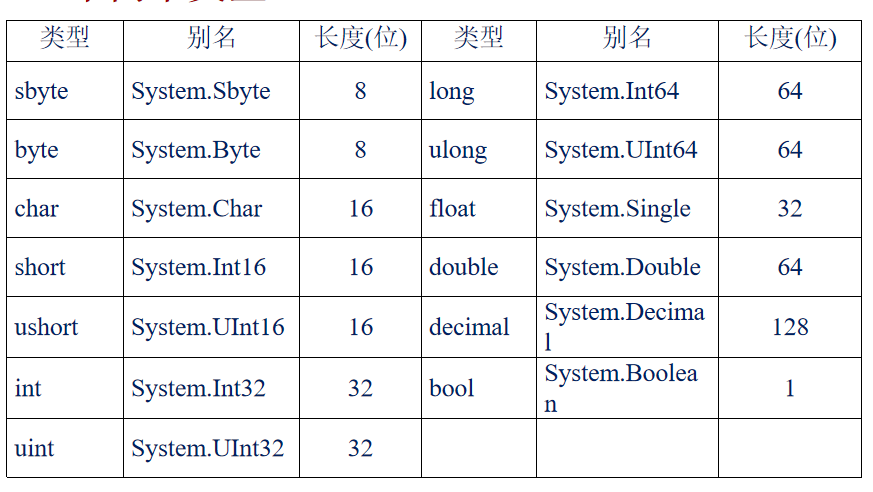 类型 别名 长度(位) 类型 别名 长度(位)
sbyte System.Sbyte 8 long System.Int64 64
byte System.Byte 8 ulong System.UInt64 64
char System.Char 16 float System.Single 32
short System.Int16 16 double System.Double 64
ushort System.UInt16 16 decimal System.Decima
l 128
int System.Int32 32 bool System.Boolea
n 1
uint System.UInt32 32